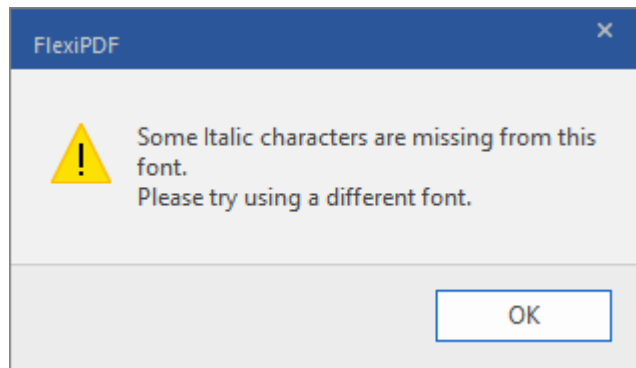 FlexiPDF
Some Italic characters are missing from this
font.
Please try using a different font.
OK